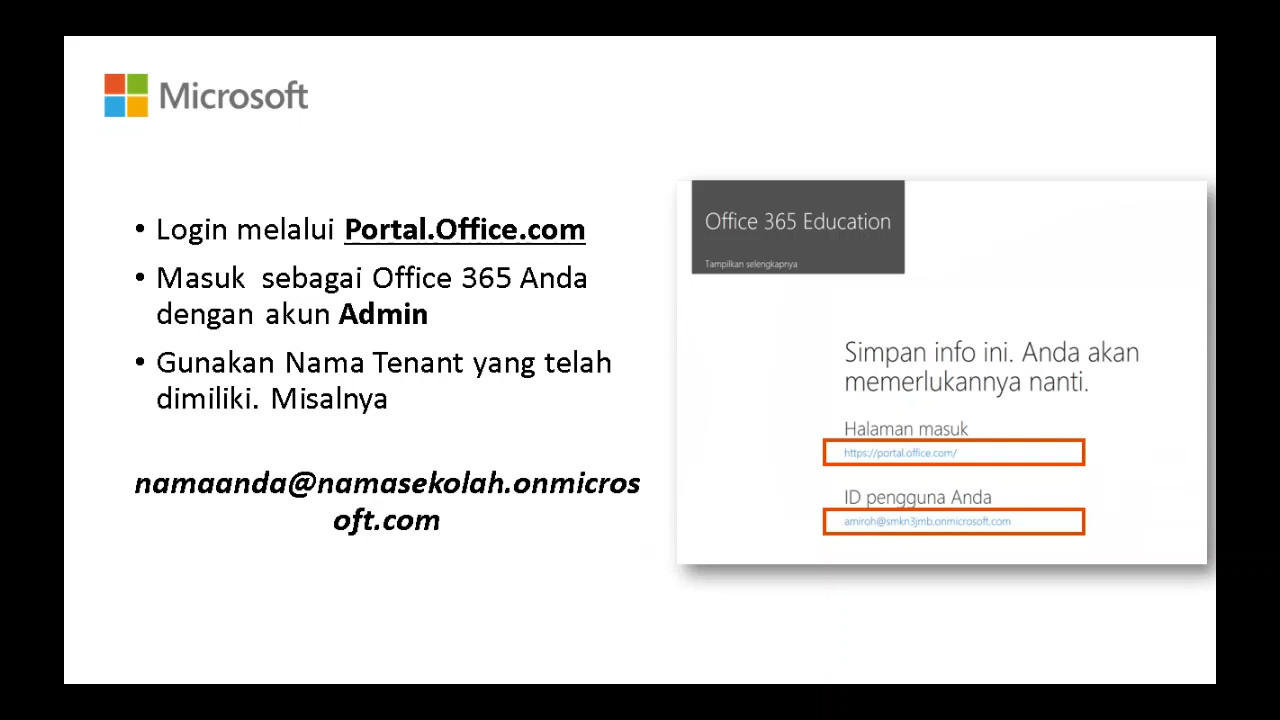 Microsoft
• Login melalui Portal.Office.com
• Masuk sebagai Office 365 Anda
dengan akun Admin
• Gunakan Nama Tenant yang telah
dimiliki. Misalnya
namaanda@namasekolah.onmicros
oft.com
Office 365 Education
Tampilkan selengkapnya
Simpan info ini. Anda akan
memerlukannya nanti.
Halaman masuk
https://portal.office.com/
ID pengguna Anda
amiroh@smkn3jmb.onmicrosoft.com